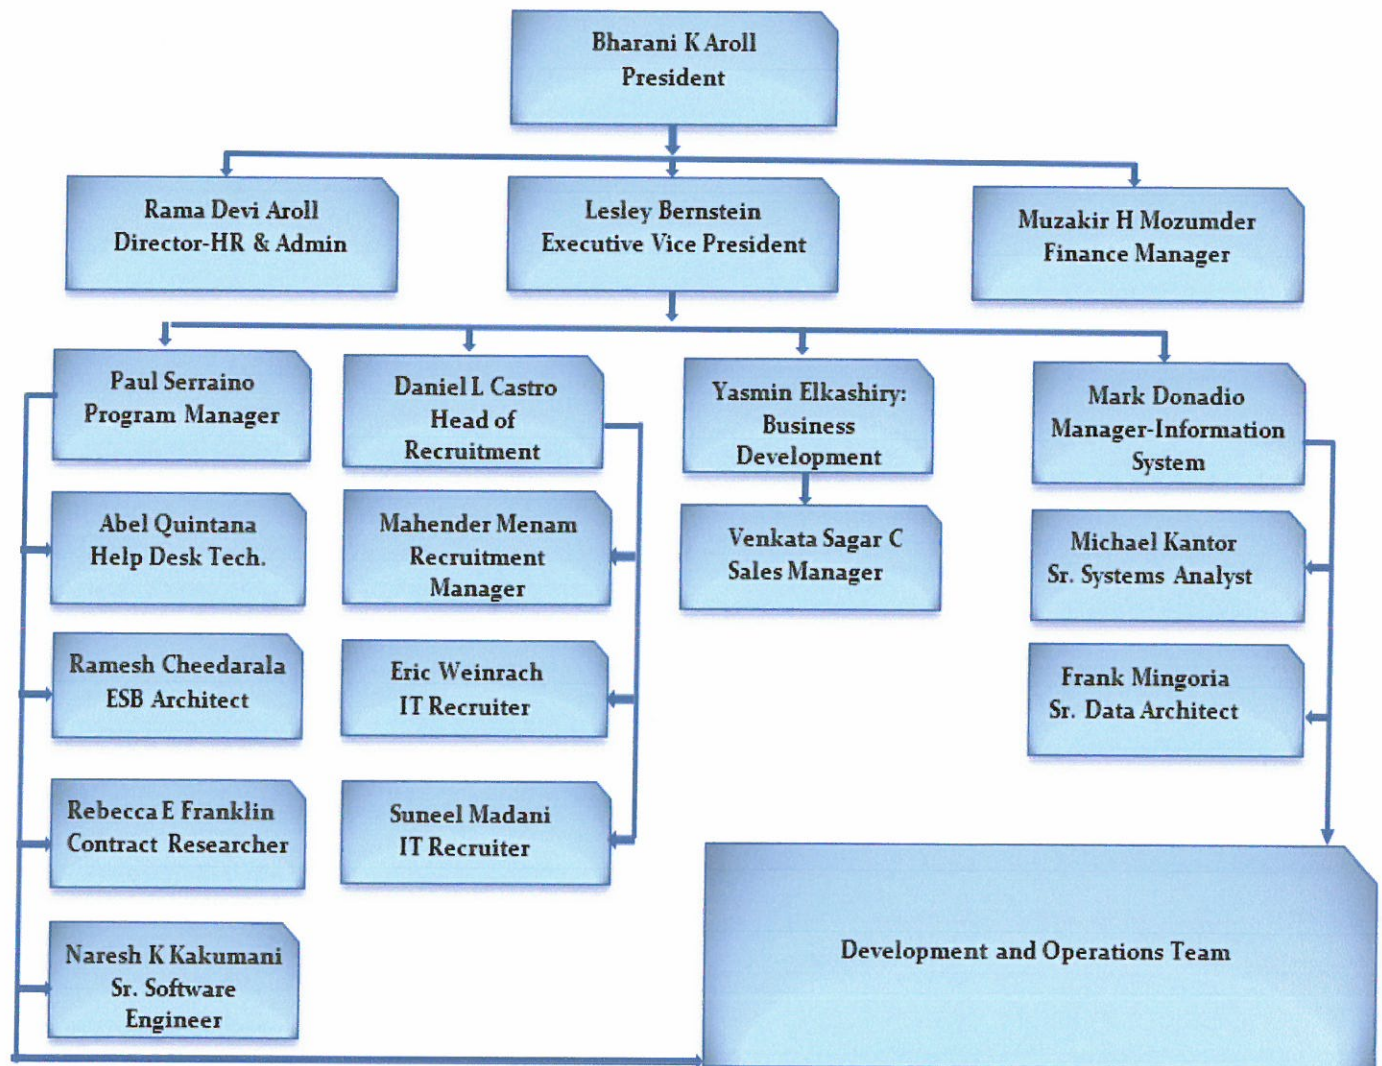 Bharani K Aroll
President
Rama Devi Aroll
Director-HR & Admin
Lesley Bernstein
Executive Vice President
Muzakir H Mozumder
Finance Manager
Paul Serraino
Program Manager
Daniel L Castro
Head of
Recruitment
Yasmin Elkashiry:
Business
Development
Mark Donadio
Manager-Information
System
Abel Quintana
Help Desk Tech.
Mahender Menam
Recruitment
Manager
Venkata Sagar C
Sales Manager
Michael Kantor
Sr. Systems Analyst
Ramesh Cheedarala
ESB Architect
Eric Weinrach
IT Recruiter
Frank Mingoria
Sr. Data Architect
Rebecca E Franklin
Contract Researcher
Suneel Madani
IT Recruiter
Naresh K Kakumani
Sr. Software
Engineer
Development and Operations Team